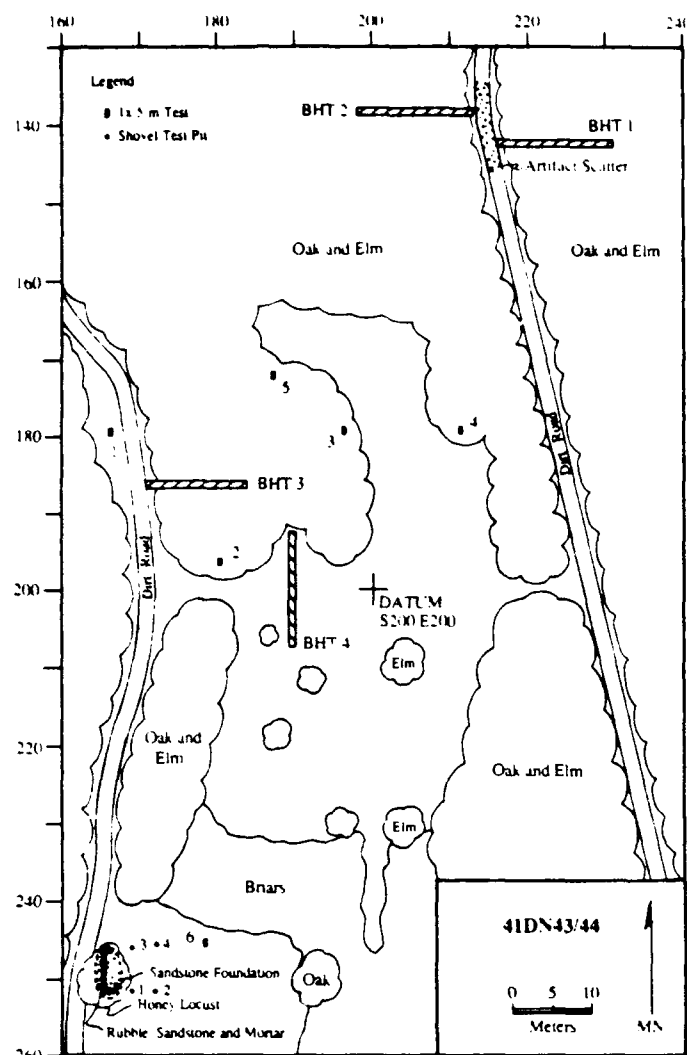 160 180 200 220 240
Legend
1x.5 m Test
Shovel Test Pit
BHT 2
BHT 1
140
Artifact Scatter
Oak and Elm
Oak and Elm
160
5
3
4
180
1
Dirt Road
BHT 3
2
Dirt Road
200
DATUM
S200 E200
BHT 4
Elm
220
Oak and
Elm
Oak and Elm
Elm
Briars
240
41DN43/44
3 4
6
Sandstone Foundation
Oak
1 2
Honey Locust
0 5 10
Rubble, Sandstone and Mortar
Meters
MN
260